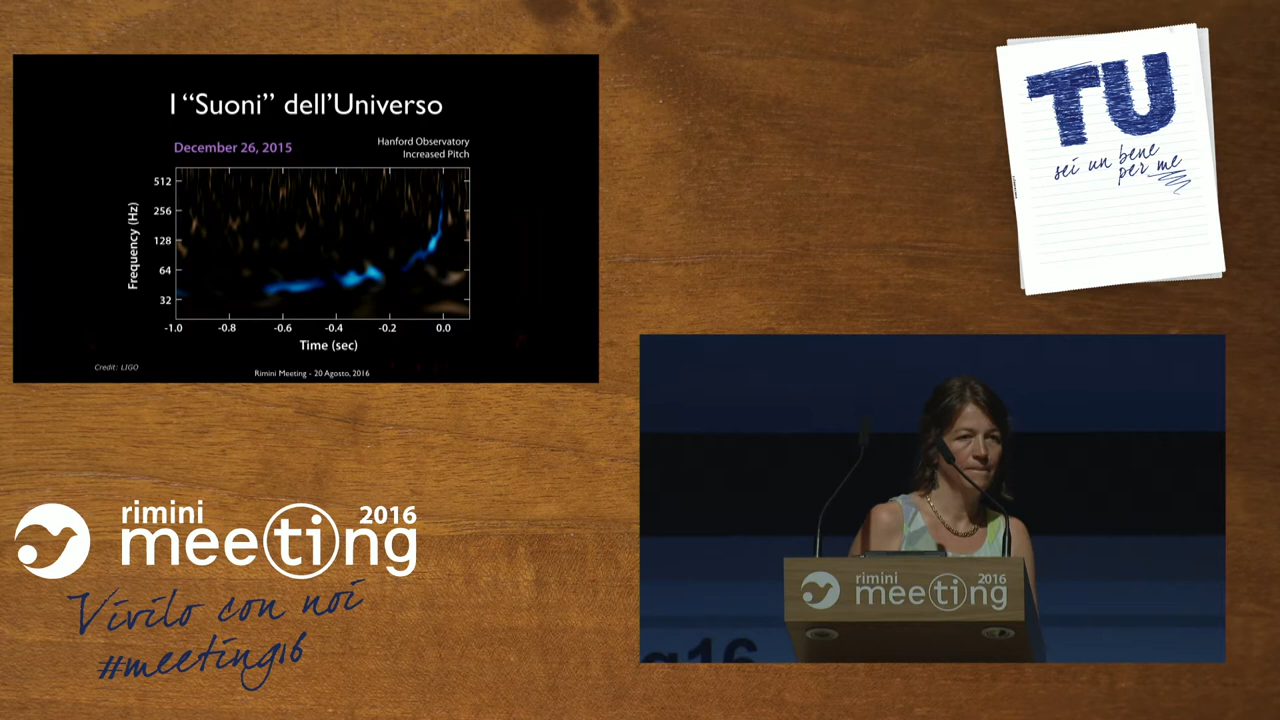 I “Suoni” dell’Universo
December 26, 2015
Hanford Observatory
Increased Pitch
Frequency (Hz)
512
256
128
64
32
-1.0 -0.8 -0.6 -0.4 -0.2 0.0
Time (sec)
Credit: LIGO
Rimini Meeting - 20 Agosto, 2016
TU
sei un bene
per me
rimini
meeting
2016
Vivilo con noi
#meeting16
rimini
meeting
2016
g16